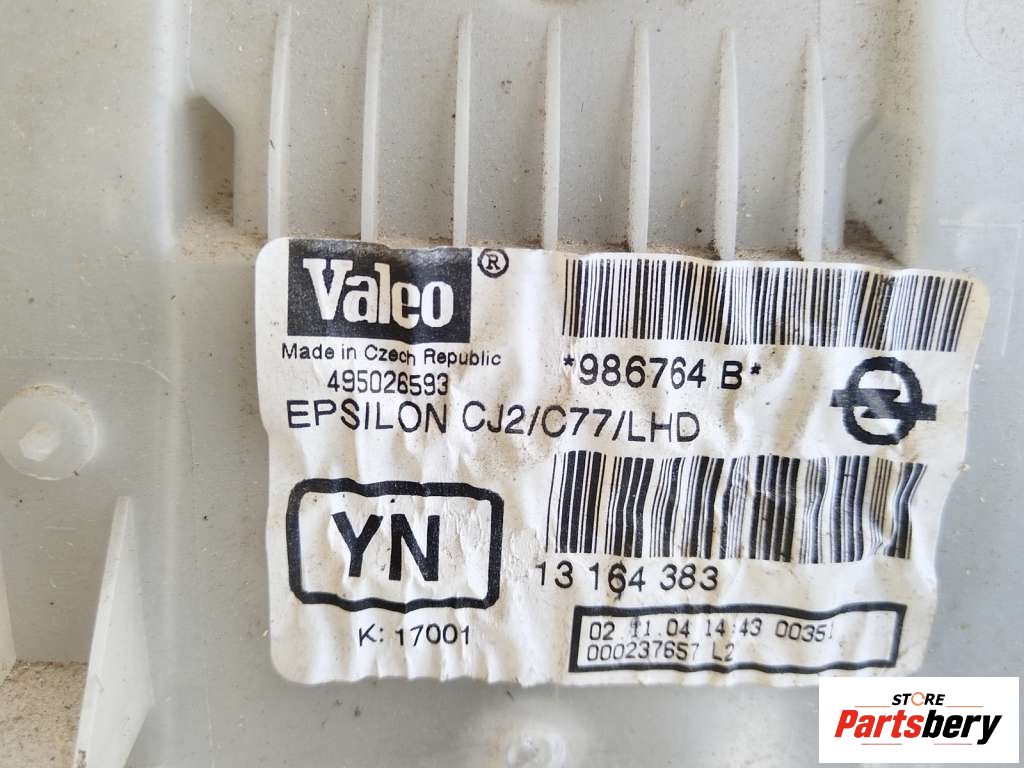 Valeo ®
Made in Czech Republic
495026593
*986764 B*
EPSILON CJ2/C77/LHD
YN
K: 17001
13 164 383
02 11.04 14:43 00351
000237657 L2
STORE
Partsbery